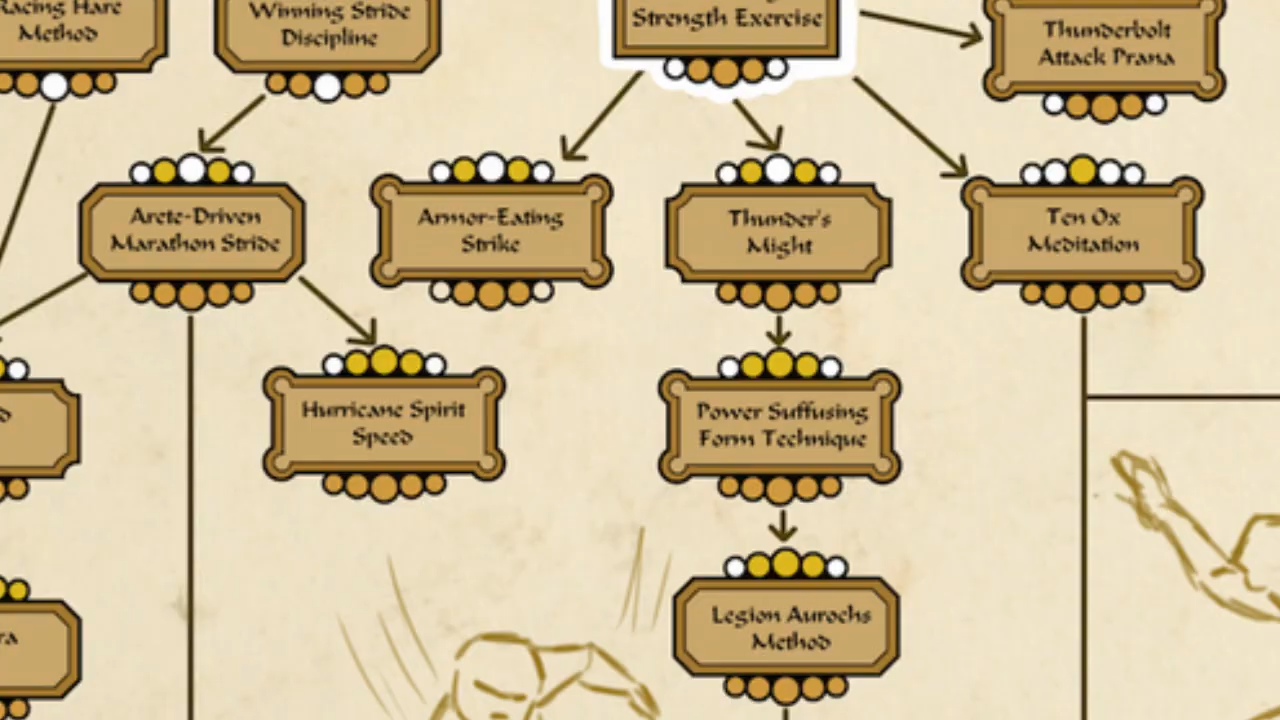 Racing Hare
Method
Winning Stride
Discipline
Strength Exercise
Thunderbolt
Attack Prana
Arete-Driven
Marathon Stride
Armor-Eating
Strike
Thunder's
Might
Ten Ox
Meditation
Hurricane Spirit
Speed
Power Suffusing
Form Technique
Legion Aurochs
Method